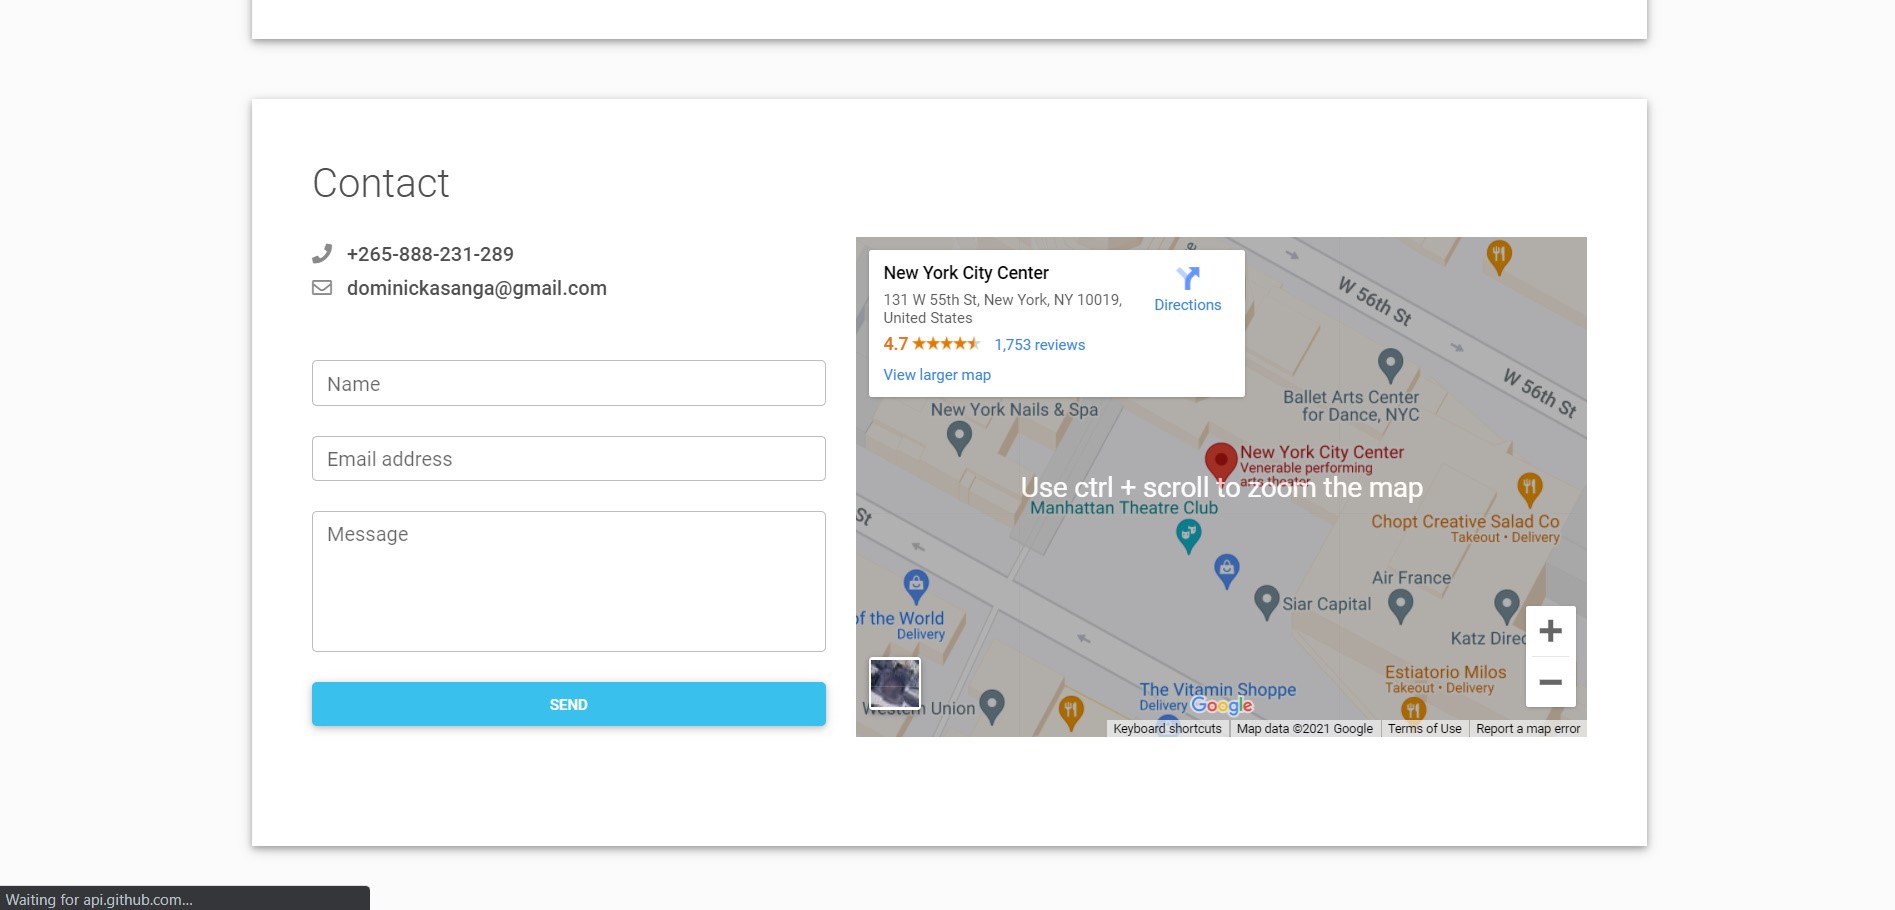 Contact
+265-888-231-289
dominickasanga@gmail.com
Name
Email address
Message
SEND
New York City Center
131 W 55th St, New York, NY 10019,
United States
4.7
1,753 reviews
View larger map
Directions
W 56th St
W 56th St
Ballet Arts Center
for Dance, NYC
New York Nails & Spa
New York City Center
Venerable performing
arts theater
Use ctrl + scroll to zoom the map
Manhattan Theatre Club
St
Chopt Creative Salad Co
Takeout • Delivery
Air France
Siar Capital
of the World
Delivery
Katz Direc
Estiatorio Milos
Takeout • Delivery
The Vitamin Shoppe
Delivery
Google
Western Union
Keyboard shortcuts
Map data ©2021 Google
Terms of Use
Report a map error
Waiting for api.github.com...